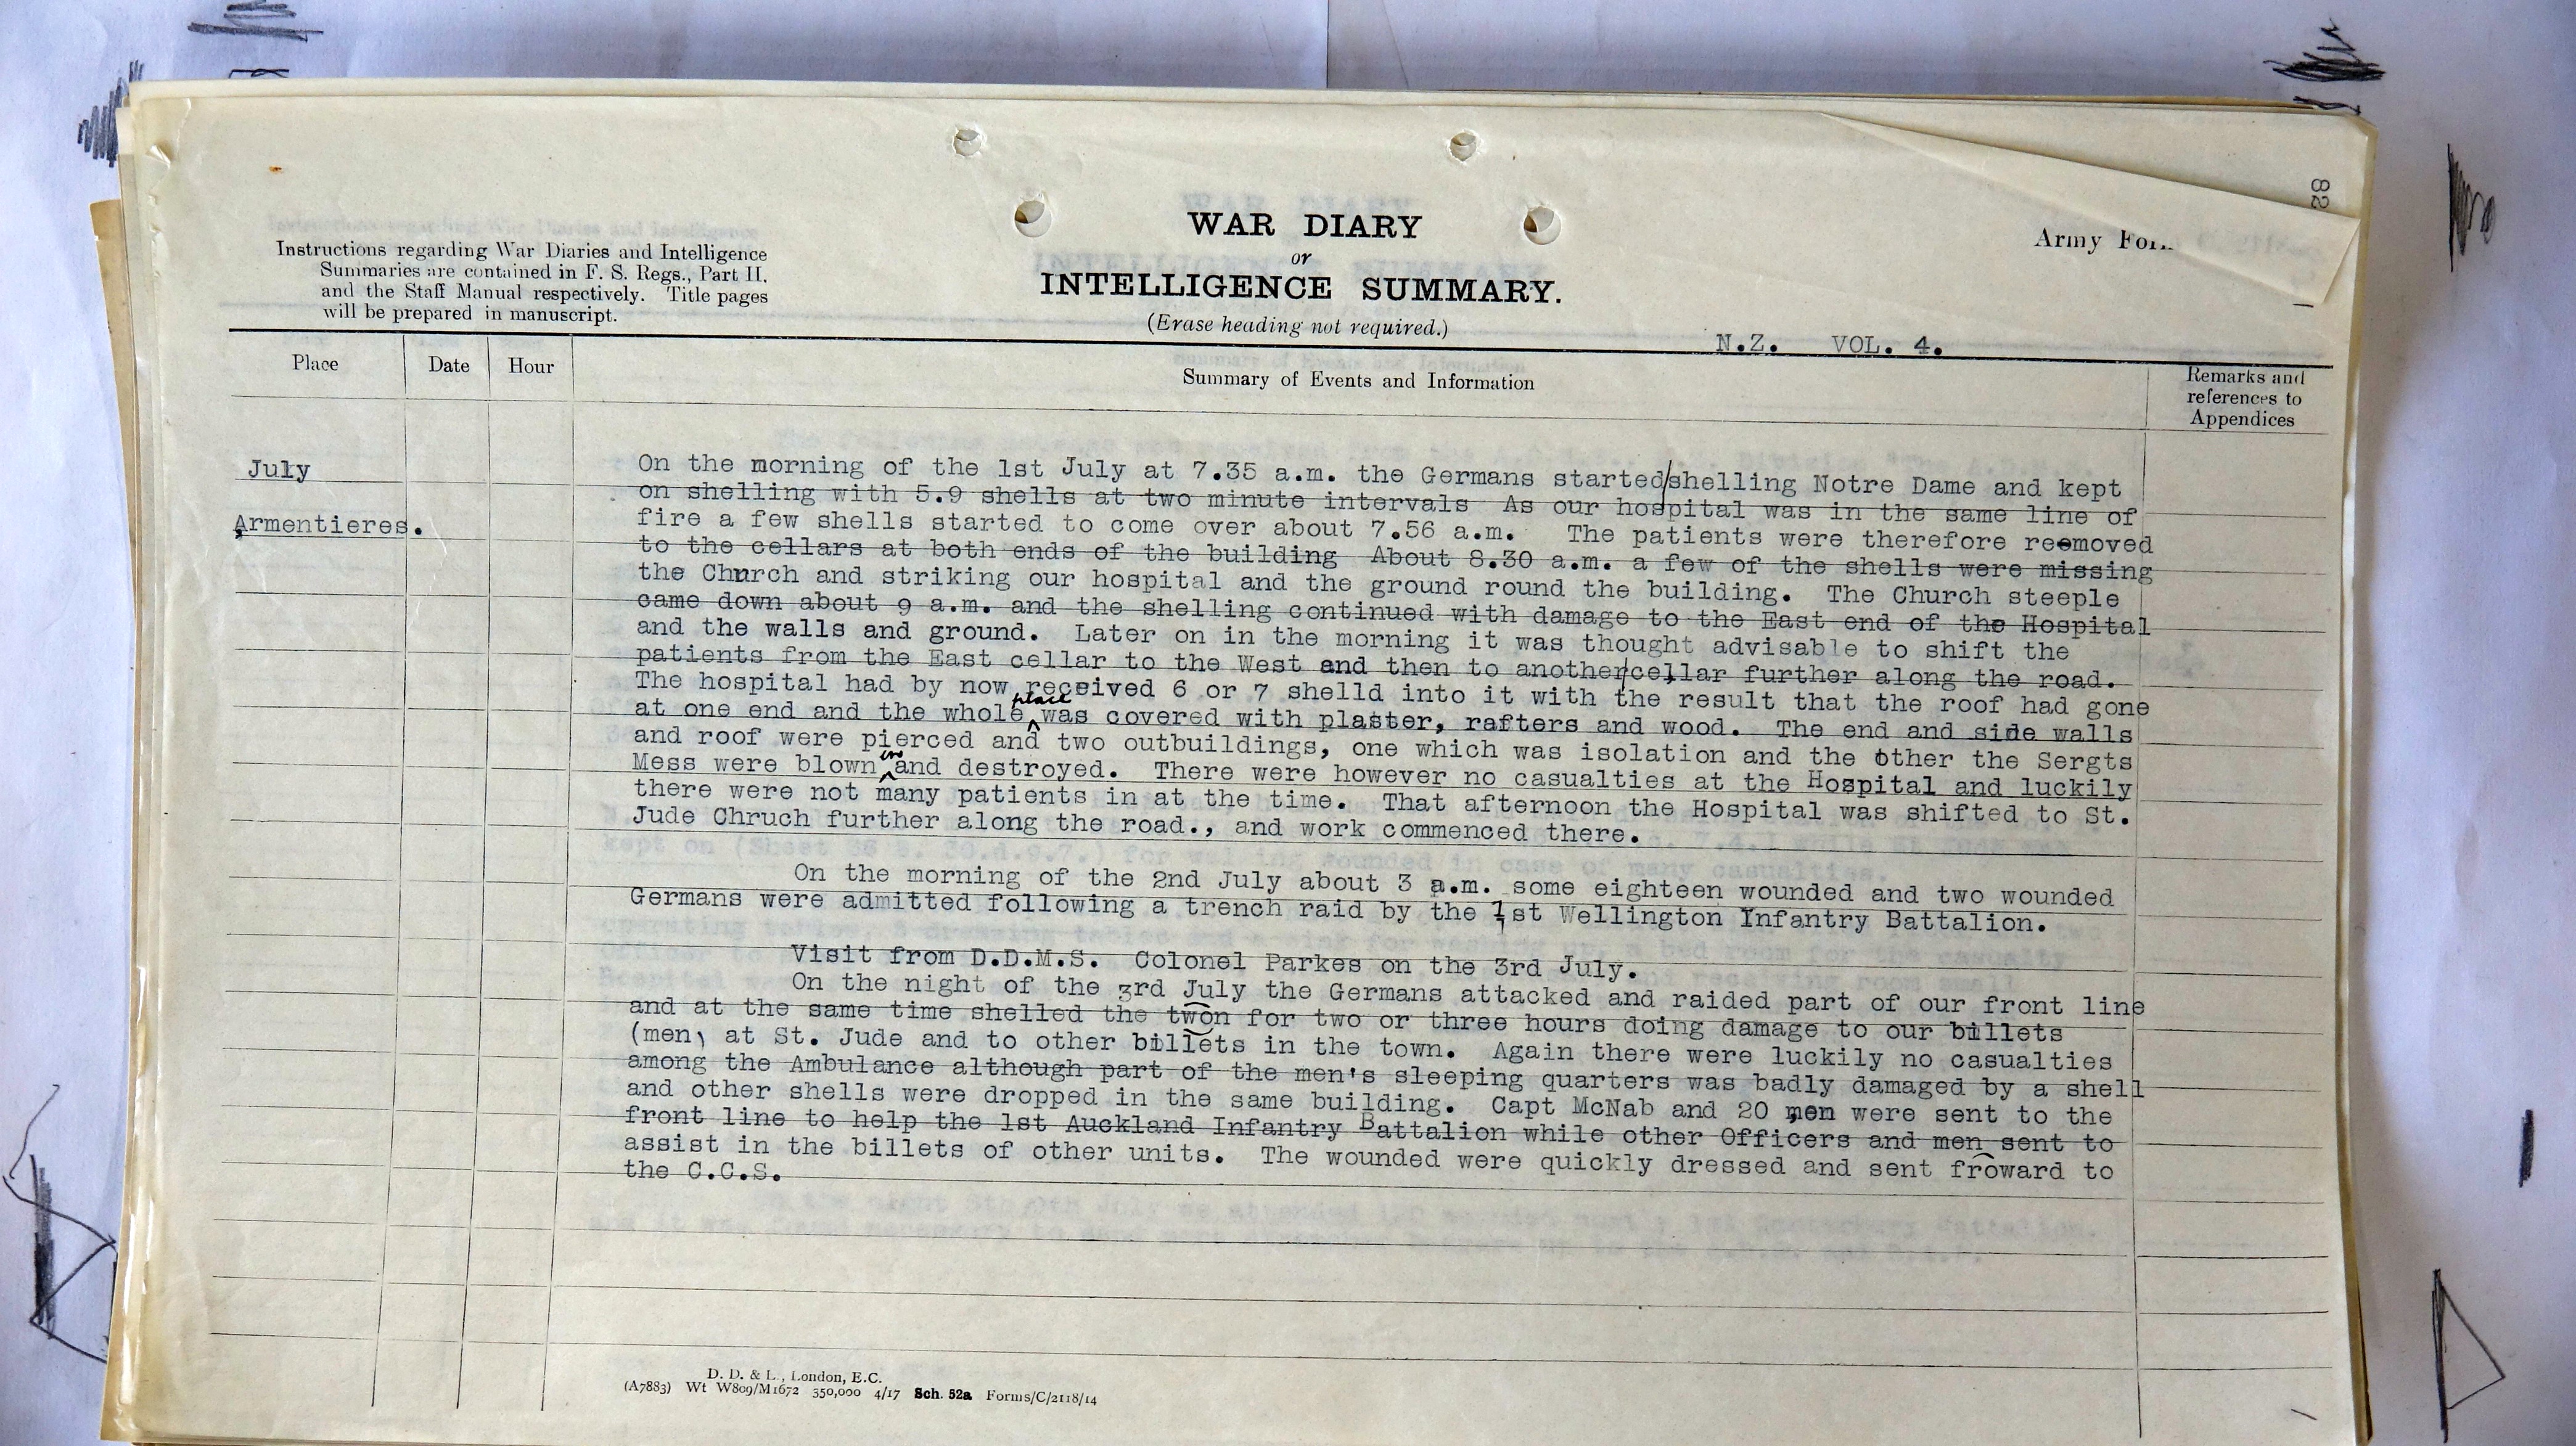 82
Army For
Instructions regarding War Diaries and Intelligence
Summaries are contained in F. S. Regs., Part II.
and the Staff Manual respectively. Title pages
will be prepared in manuscript.
WAR DIARY
or
INTELLIGENCE SUMMARY.
(Erase heading not required.)
N.Z. VOL. 4.
Place Date Hour Summary of Events and Information Remarks and
references to
Appendices
July
Armentieres.
On the morning of the 1st July at 7.35 a.m. the Germans started/shelling Notre Dame and kept
on shelling with 5.9 shells at two minute intervals As our hospital was in the same line of
fire a few shells started to come over about 7.56 a.m. The patients were therefore reemoved
to the cellars at both ends of the building About 8.30 a.m. a few of the shells were missing
the Church and striking our hospital and the ground round the building. The Church steeple
came down about 9 a.m. and the shelling continued with damage to the East end of the Hospital
and the walls and ground. Later on in the morning it was thought advisable to shift the
patients from the East cellar to the West and then to another/cellar further along the road.
The hospital had by now received 6 or 7 shelld into it with the result that the roof had gone
at one end and the whole place was covered with plaster, rafters and wood. The end and side walls
and roof were pierced and two outbuildings, one which was isolation and the other the Sergts
Mess were blown in and destroyed. There were however no casualties at the Hospital and luckily
there were not many patients in at the time. That afternoon the Hospital was shifted to St.
Jude Chruch further along the road., and work commenced there.
On the morning of the 2nd July about 3 a.m. some eighteen wounded and two wounded
Germans were admitted following a trench raid by the 1st Wellington Infantry Battalion.
Visit from D.D.M.S. Colonel Parkes on the 3rd July.
On the night of the 3rd July the Germans attacked and raided part of our front line
and at the same time shelled the twon for two or three hours doing damage to our billets
(men) at St. Jude and to other billets in the town. Again there were luckily no casualties
among the Ambulance although part of the men's sleeping quarters was badly damaged by a shell
and other shells were dropped in the same building. Capt McNab and 20 men were sent to the
front line to help the 1st Auckland Infantry Battalion while other Officers and men sent to
assist in the billets of other units. The wounded were quickly dressed and sent froward to
the C.C.S.
D. D. & L., London, E.C.
(A7883) Wt W809/M1672 350,000 4/17 Sch. 52a Forms/C/2118/14